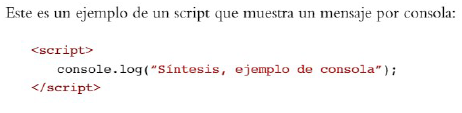 Este es un ejemplo de un script que muestra un mensaje por consola:
<script>
console.log(“Síntesis, ejemplo de consola”);
</script>